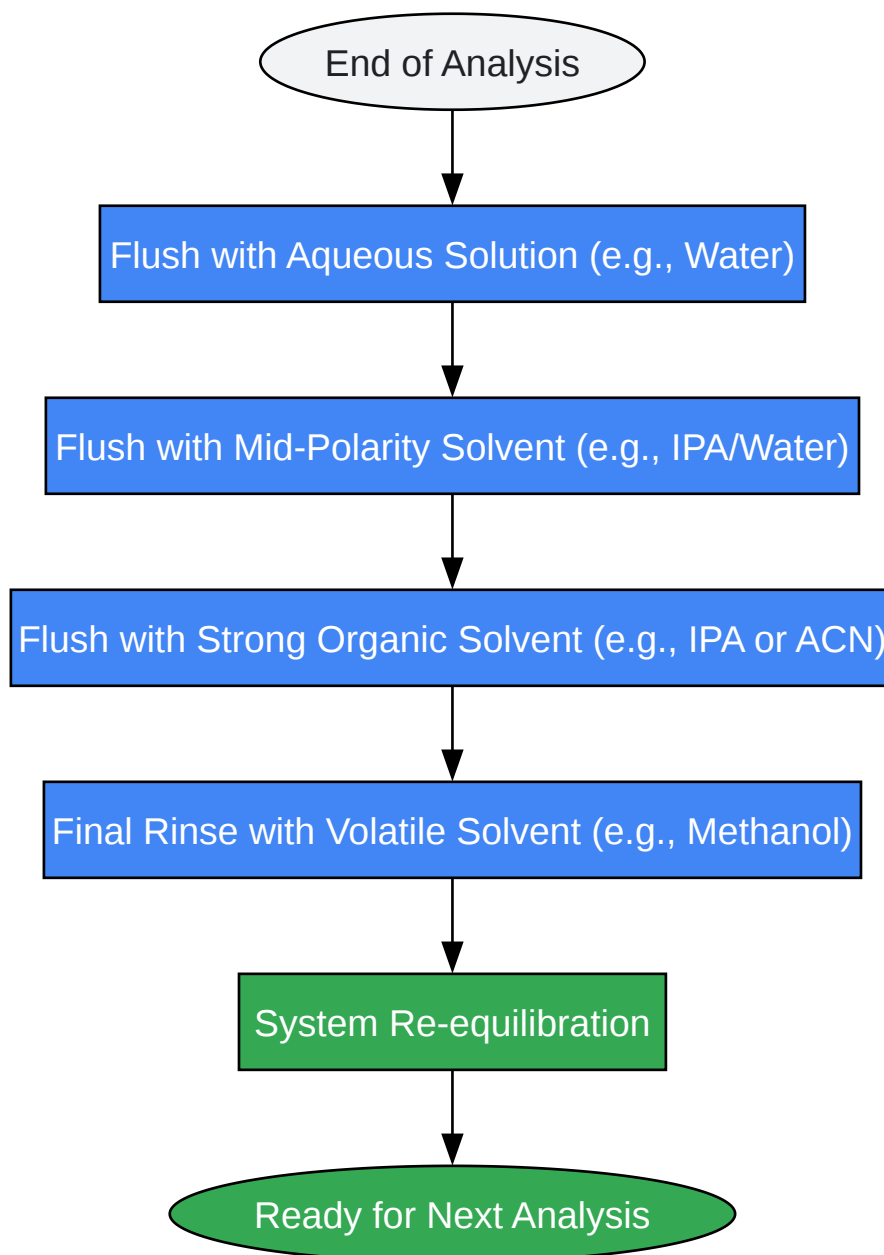 End of Analysis
Flush with Aqueous Solution (e.g., Water)
Flush with Mid-Polarity Solvent (e.g., IPA/Water)
Flush with Strong Organic Solvent (e.g., IPA or ACN)
Final Rinse with Volatile Solvent (e.g., Methanol)
System Re-equilibration
Ready for Next Analysis